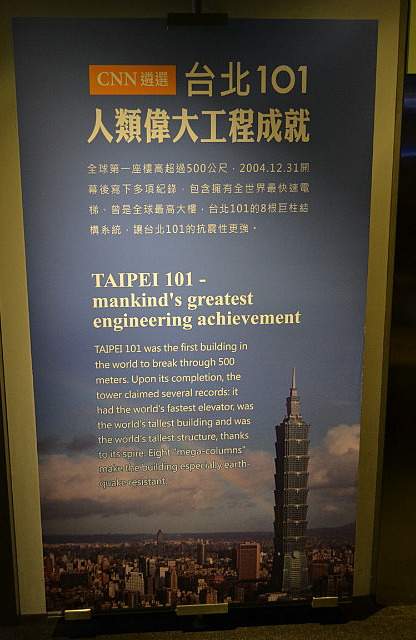 CNN 遴選 台北101
人類偉大工程成就
全球第一座樓高超過500公尺，2004.12.31開
幕後寫下多項紀錄，包含擁有全世界最快速電
梯、曾是全球最高大樓，台北101的8根巨柱結
構系統，讓台北101的抗震性更強。
TAIPEI 101 -
mankind's greatest
engineering achievement
TAIPEI 101 was the first building in
the world to break through 500
meters. Upon its completion, the
tower claimed several records: it
had the world's fastest elevator, was
the world's tallest building and was
the world's tallest structure, thanks
to its spire. Eight "mega-columns"
make the building especially earth-
quake resistant.